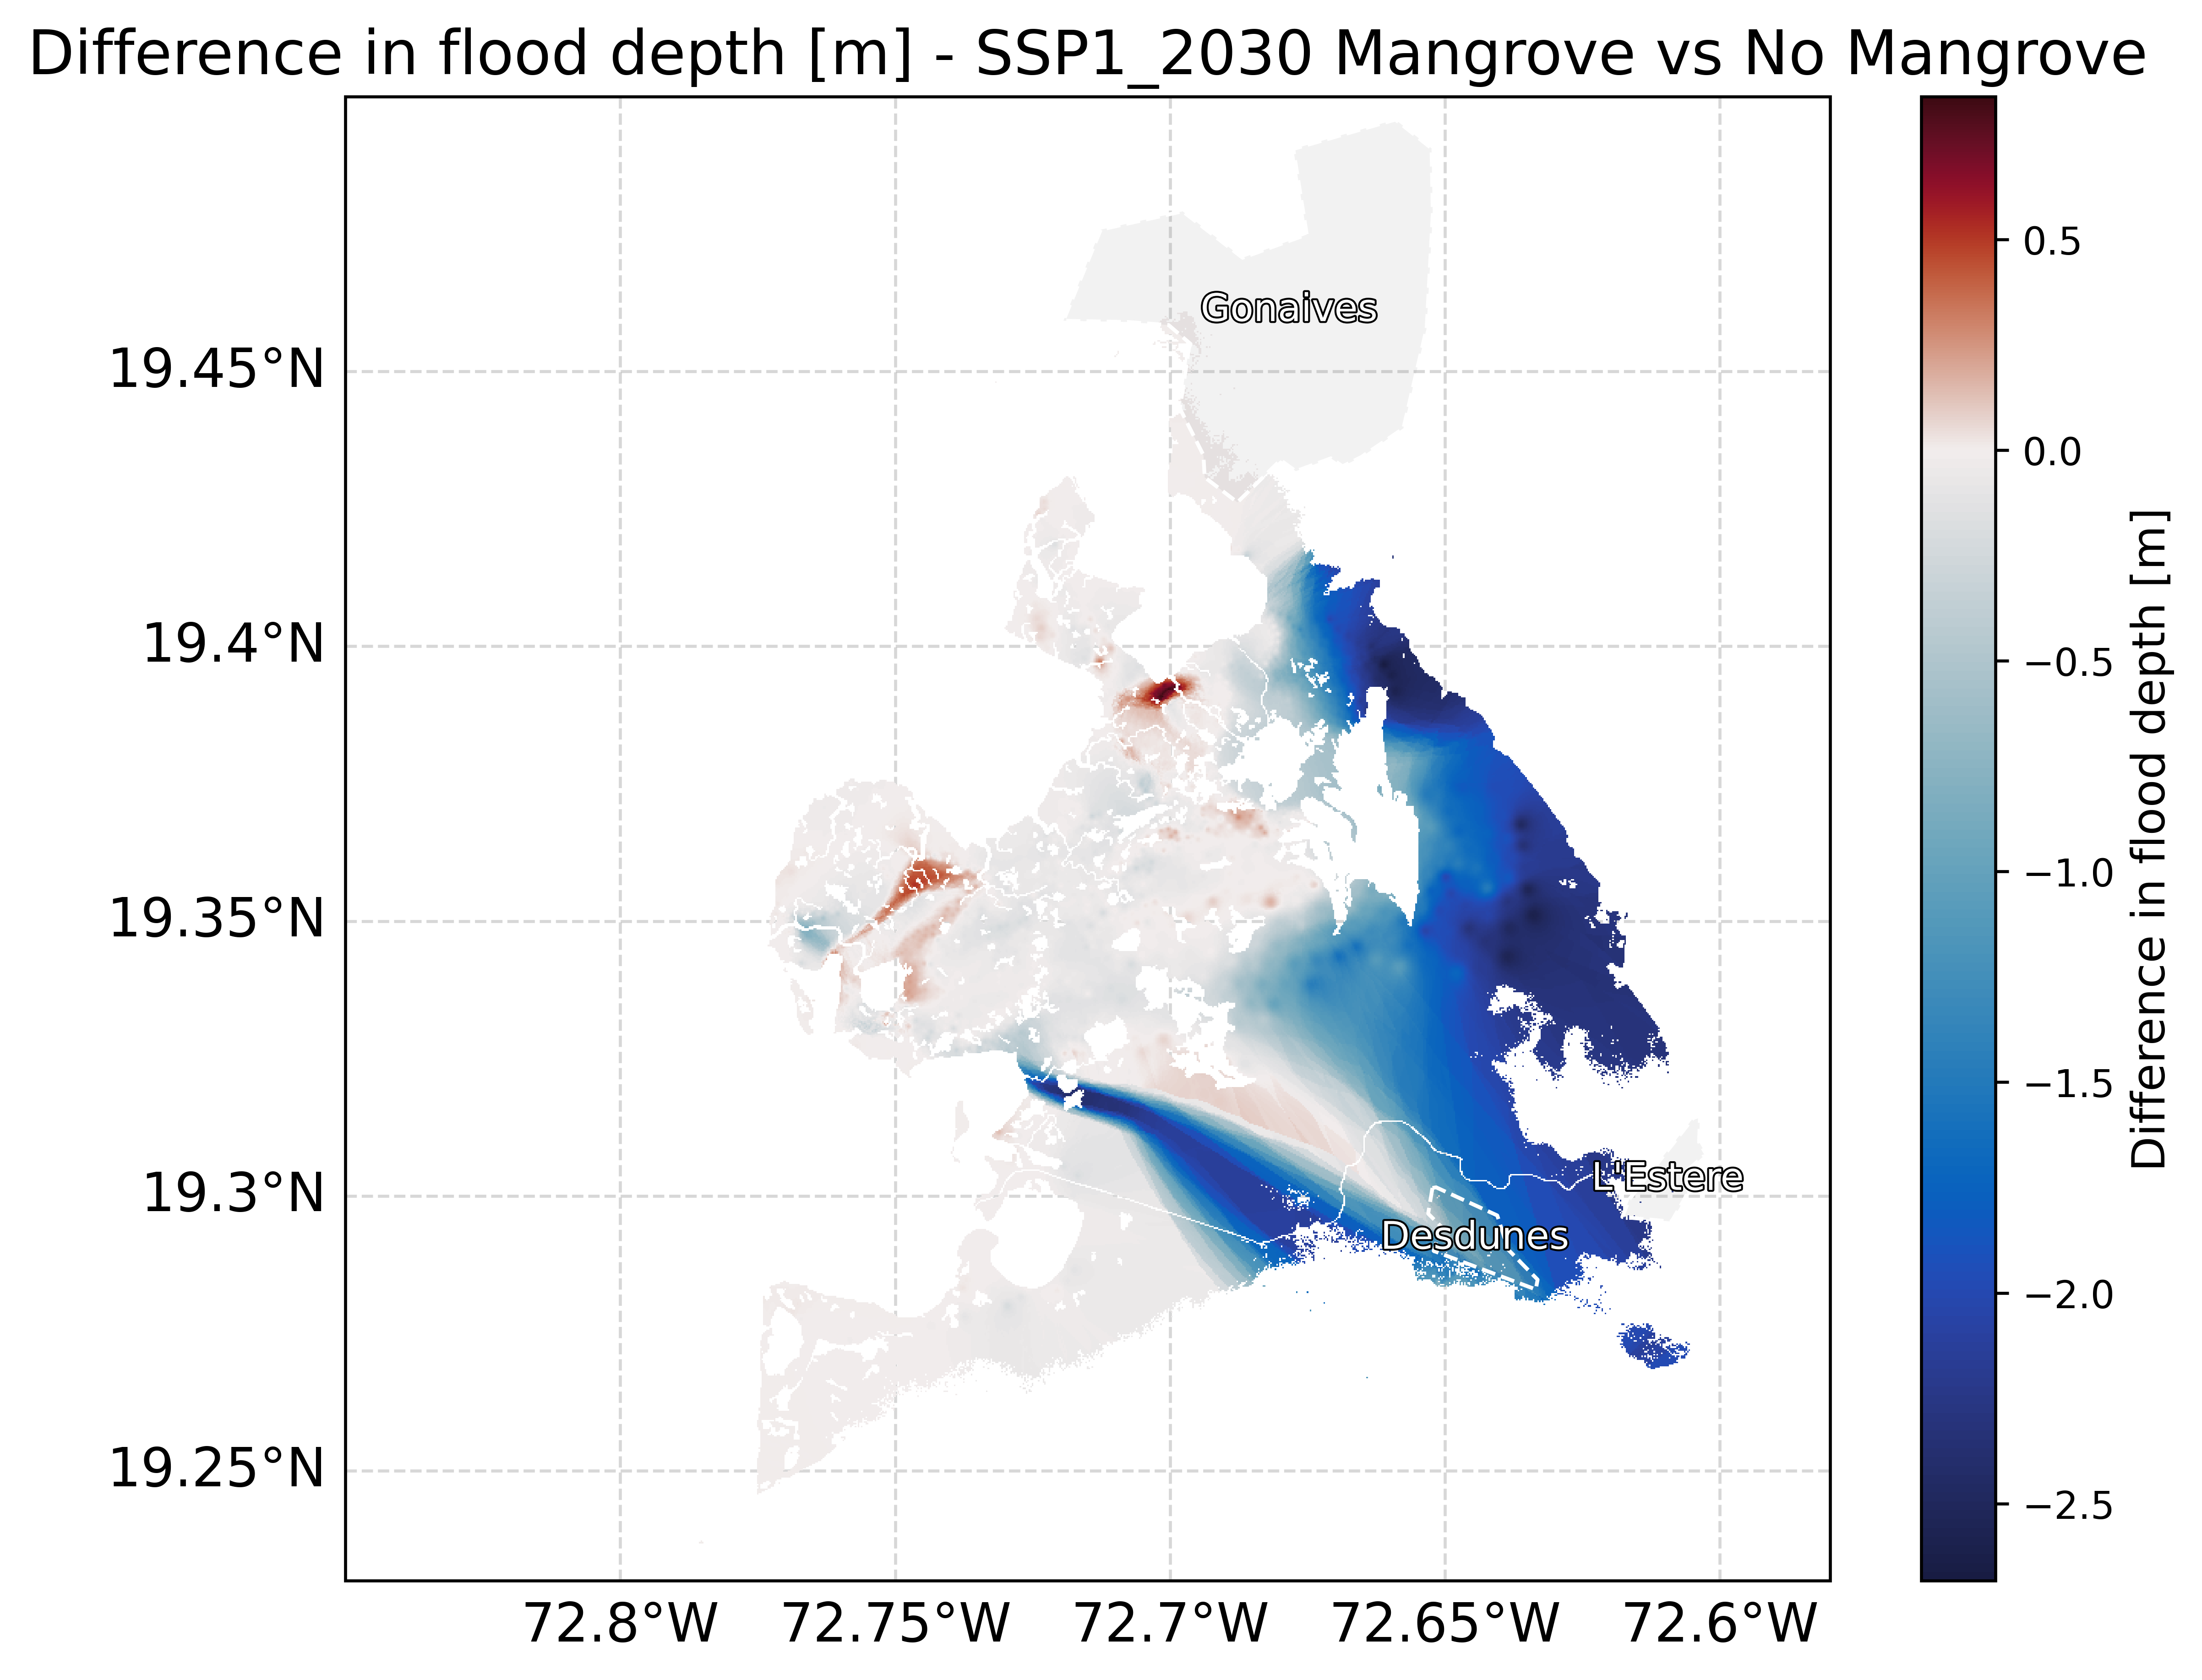 Difference in flood depth [m] - SSP1_2030 Mangrove vs No Mangrove
Gonaives
L'Estere
Desdunes
19.45°N
19.4°N
19.35°N
19.3°N
19.25°N
72.8°W
72.75°W
72.7°W
72.65°W
72.6°W
0.5
0.0
−0.5
−1.0
−1.5
−2.0
−2.5
Difference in flood depth [m]